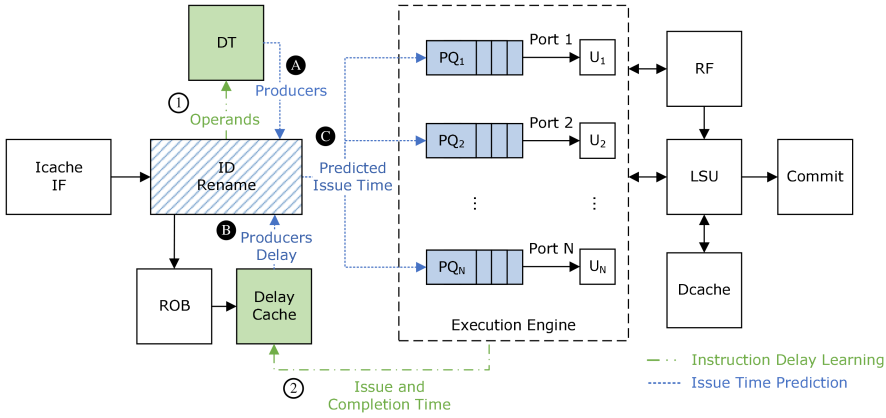 DT
A
Producers
1
Operands
Icache
IF
ID
Rename
C
Predicted
Issue Time
B
Producers
Delay
ROB
Delay
Cache
2
Issue and
Completion Time
PQ1
Port 1
U1
PQ2
Port 2
U2
⋮
⋮
PQN
Port N
UN
Execution Engine
RF
LSU
Commit
Dcache
Instruction Delay Learning
Issue Time Prediction